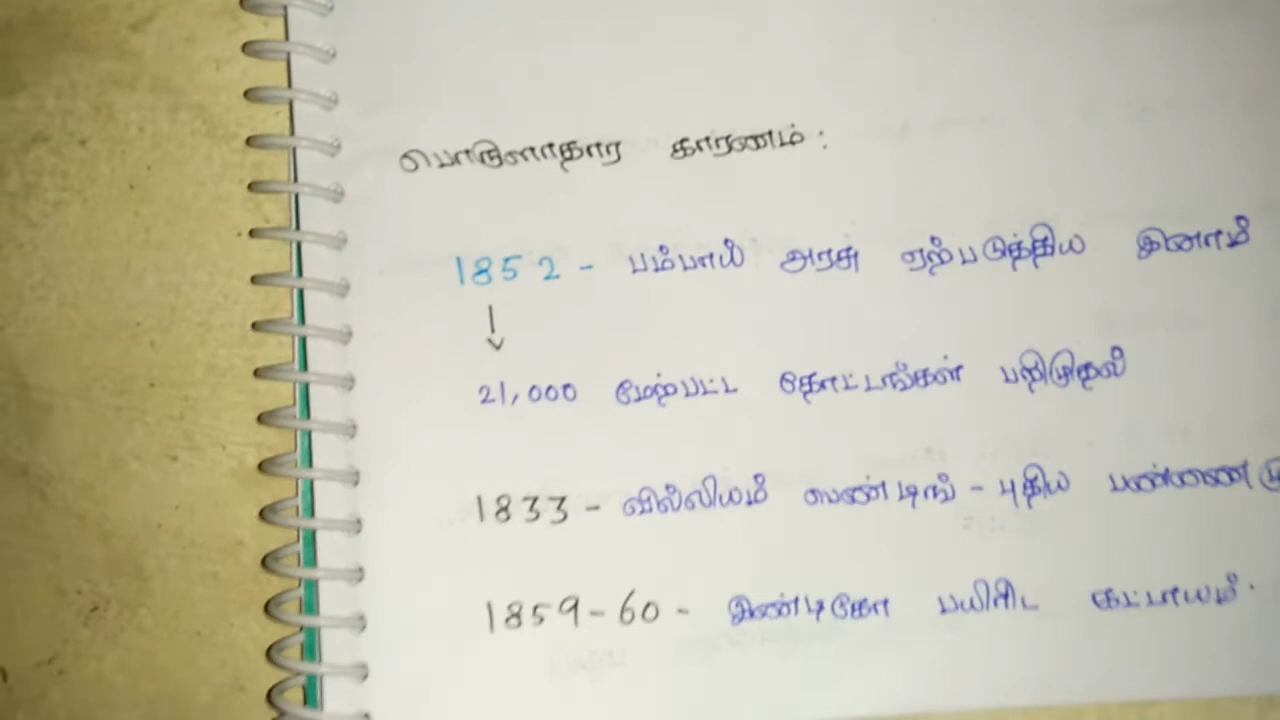 பொருளாதார காரணம் :
1852 - பம்பாய் அரசு ஏற்படுத்திய இனாம்
21,000 மேற்பட்ட தோட்டங்கள் பறிமுதல்
1833 - வில்லியம் பெண்டிங் - புதிய
1859-60 - இண்டிகோ பயிரிட கட்டாயம்.